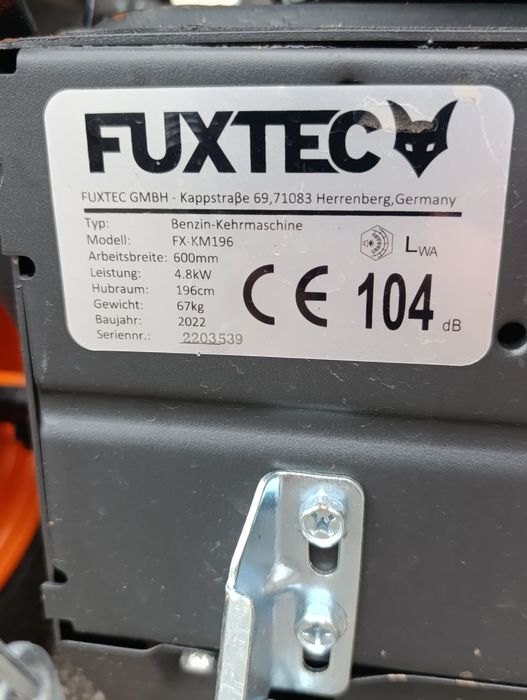 FUXTEC
FUXTEC GMBH - Kappstraße 69,71083 Herrenberg,Germany
Typ: Benzin-Kehrmaschine
Modell: FX-KM196
Arbeitsbreite: 600mm
Leistung: 4.8kW
Hubraum: 196cm
Gewicht: 67kg
Baujahr: 2022
Seriennr.: 2203539
LWA
CE 104 dB